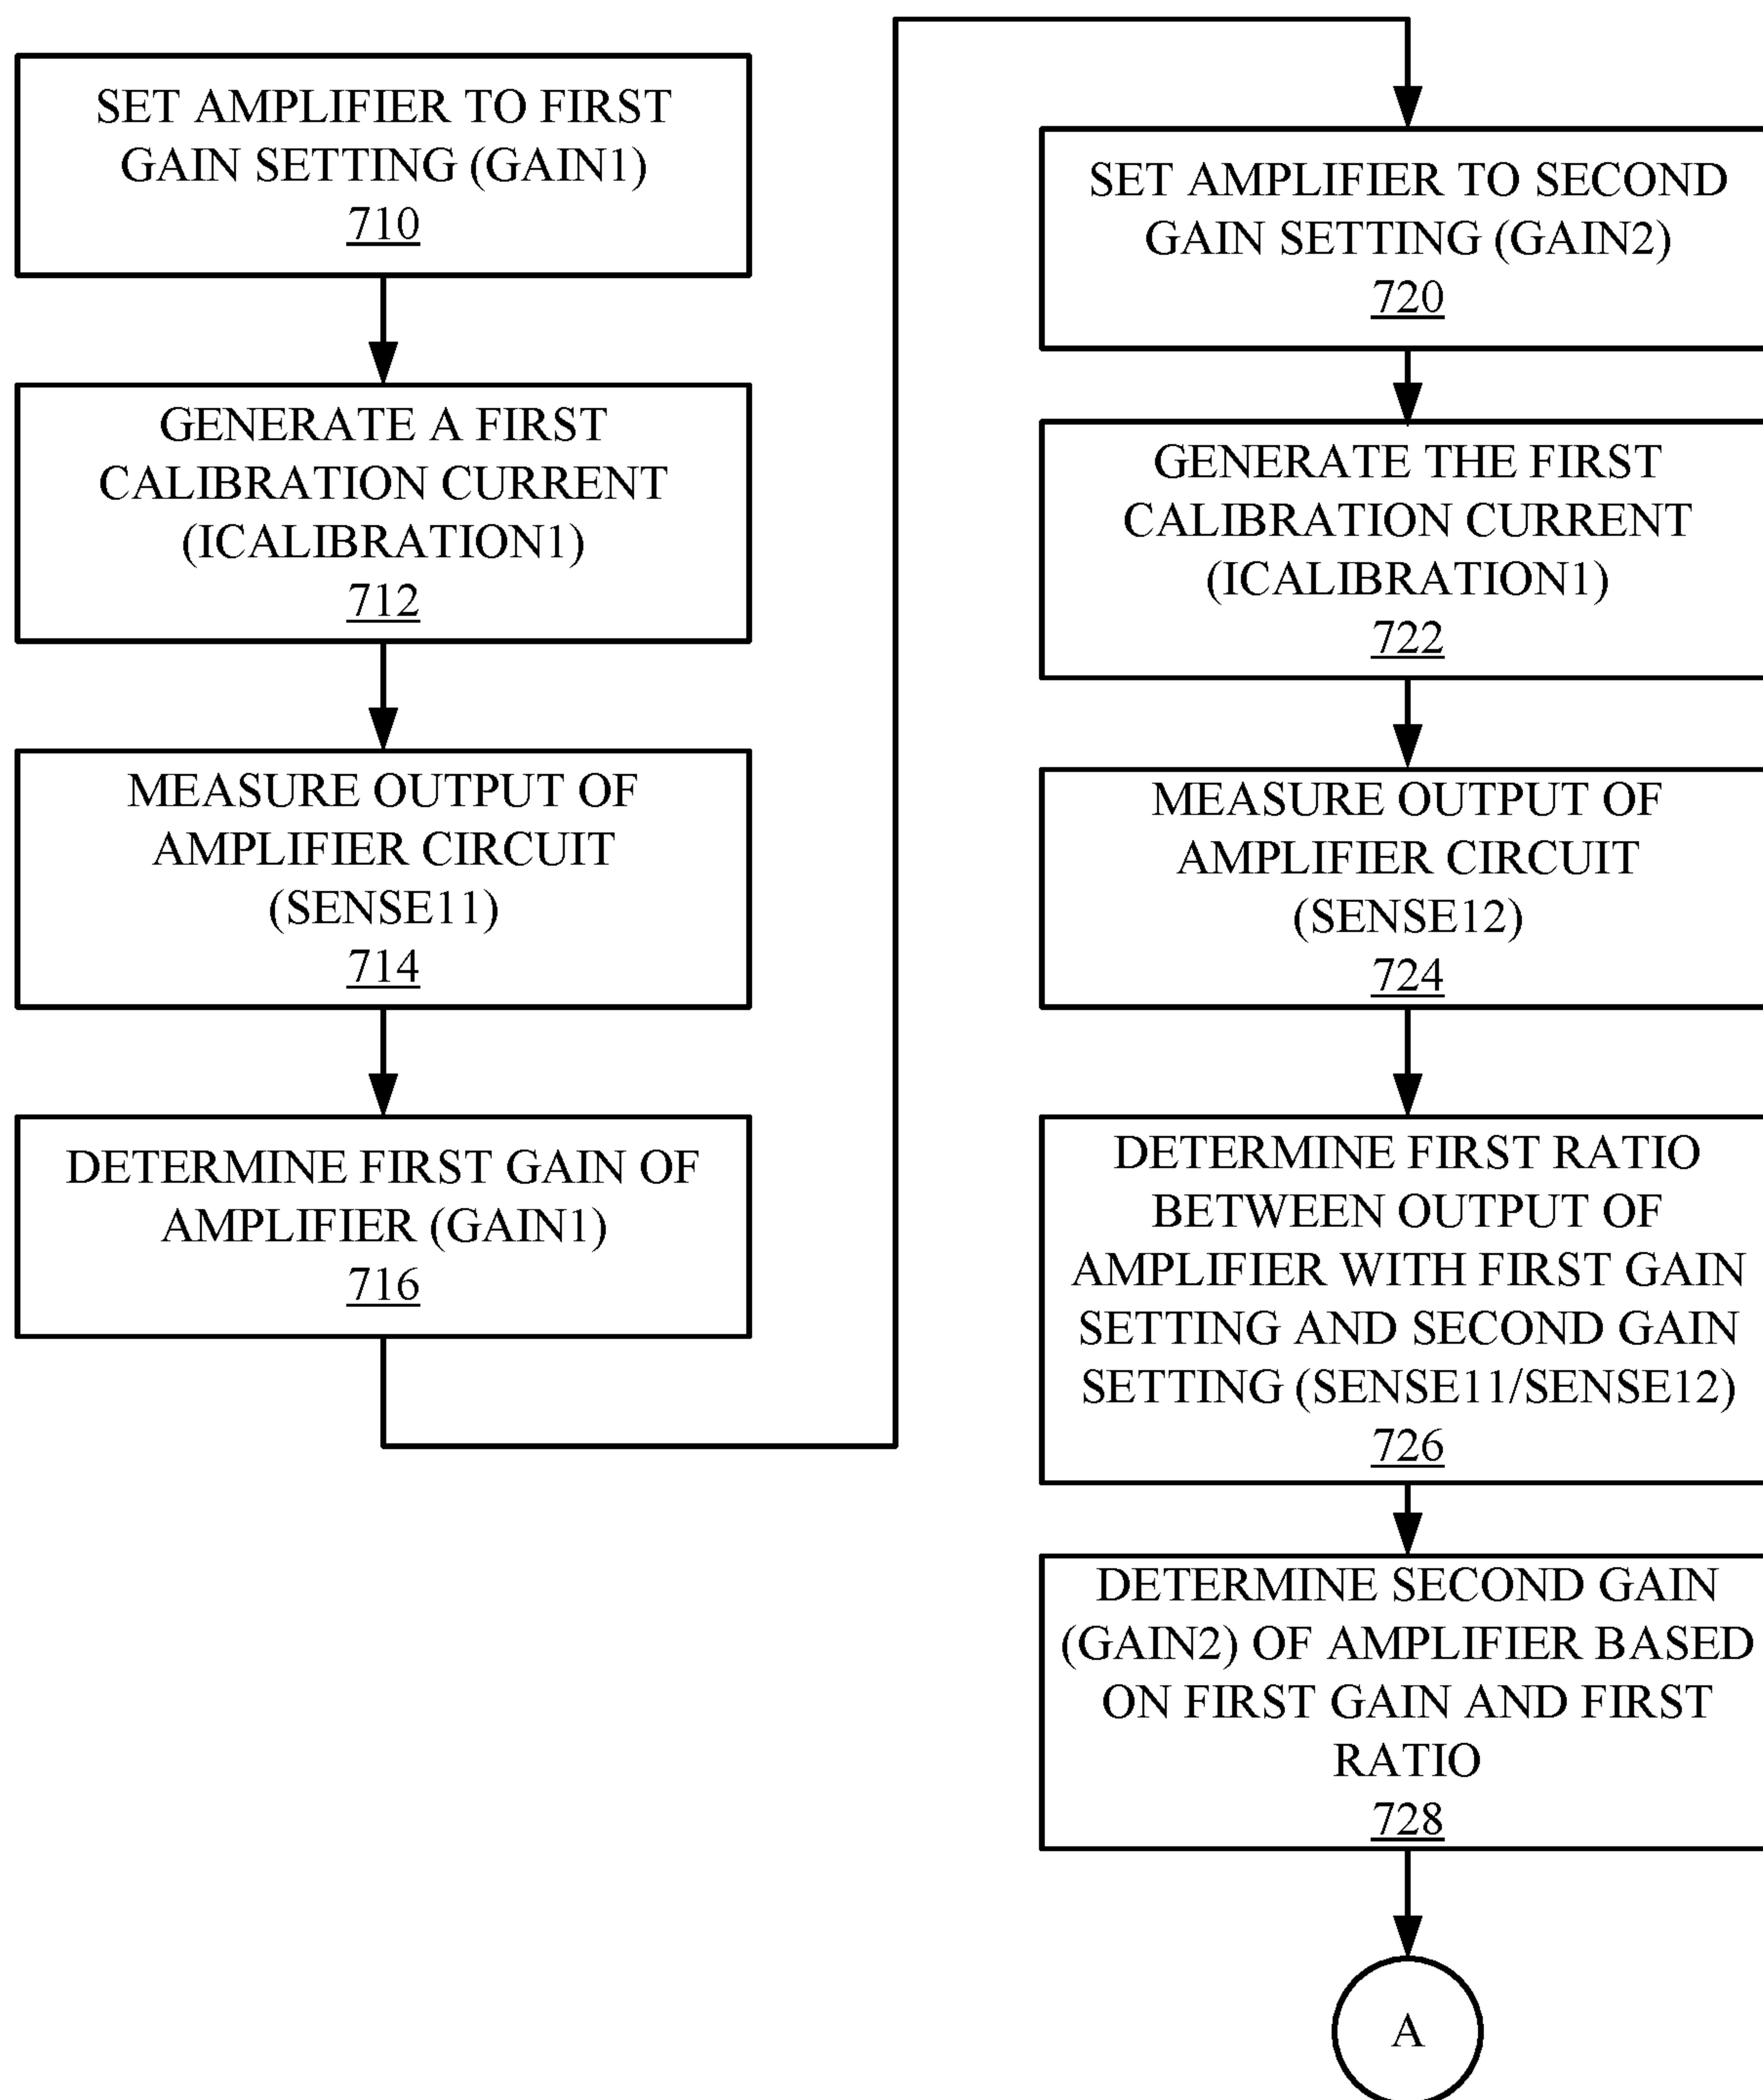 SET AMPLIFIER TO FIRST
GAIN SETTING (GAIN1)
710
GENERATE A FIRST
CALIBRATION CURRENT
(ICALIBRATION1)
712
MEASURE OUTPUT OF
AMPLIFIER CIRCUIT
(SENSE11)
714
DETERMINE FIRST GAIN OF
AMPLIFIER (GAIN1)
716
SET AMPLIFIER TO SECOND
GAIN SETTING (GAIN2)
720
GENERATE THE FIRST
CALIBRATION CURRENT
(ICALIBRATION1)
722
MEASURE OUTPUT OF
AMPLIFIER CIRCUIT
(SENSE12)
724
DETERMINE FIRST RATIO
BETWEEN OUTPUT OF
AMPLIFIER WITH FIRST GAIN
SETTING AND SECOND GAIN
SETTING (SENSE11/SENSE12)
726
DETERMINE SECOND GAIN
(GAIN2) OF AMPLIFIER BASED
ON FIRST GAIN AND FIRST
RATIO
728
A